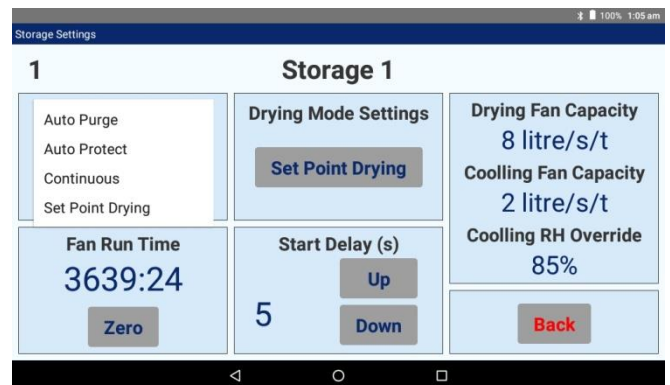 100% 1:05 am
Storage Settings
1
Storage 1
Auto Purge
Auto Protect
Continuous
Set Point Drying
Drying Mode Settings
Set Point Drying
Drying Fan Capacity
8 litre/s/t
Coolling Fan Capacity
2 litre/s/t
Coolling RH Override
85%
Fan Run Time
3639:24
Zero
Start Delay (s)
5
Up
Down
Back